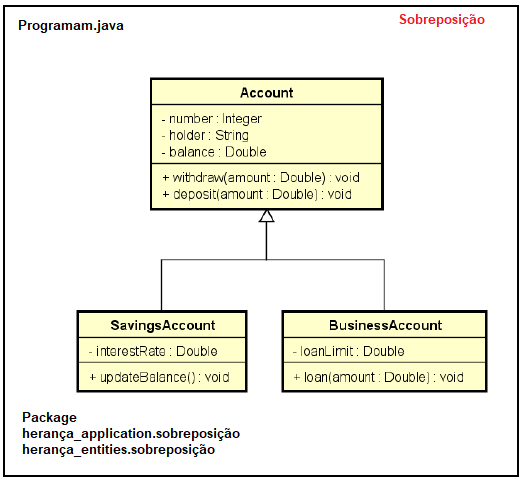 Programam.java
Sobreposição
Account
- number : Integer
- holder : String
- balance : Double
+ withdraw(amount : Double) : void
+ deposit(amount : Double) : void
SavingsAccount
- interestRate : Double
+ updateBalance() : void
BusinessAccount
- loanLimit : Double
+ loan(amount : Double) : void
Package
herança_application.sobreposição
herança_entities.sobreposição